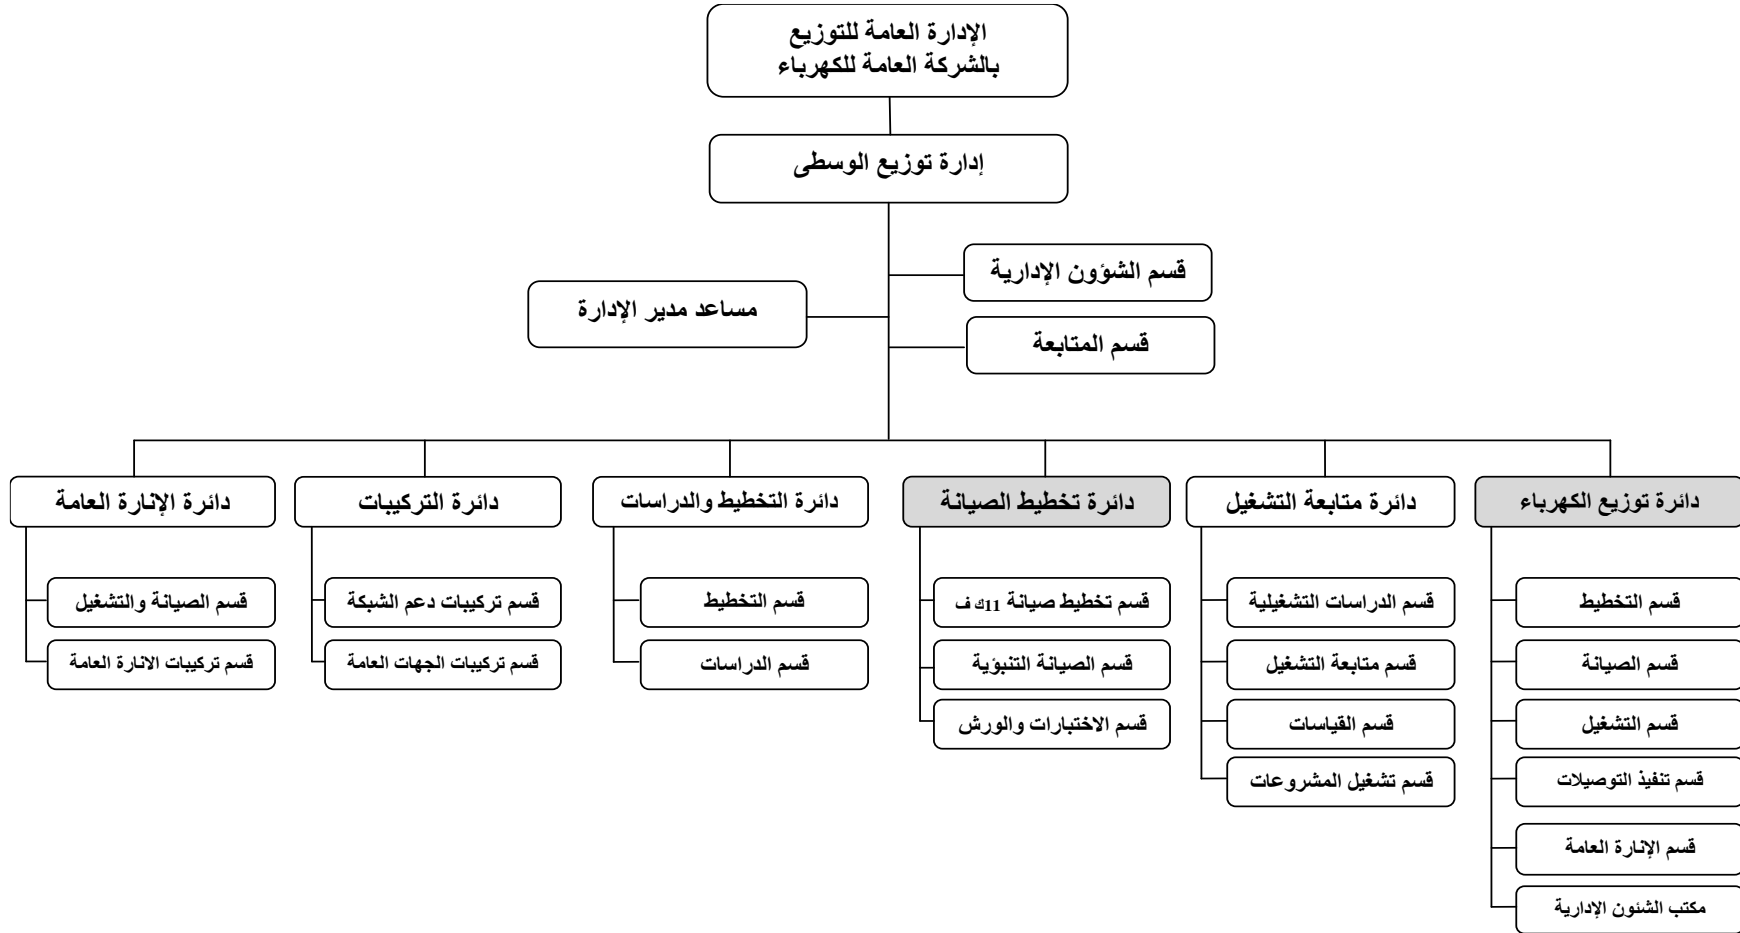 الإدارة العامة للتوزيع
بالشركة العامة للكهرباء
إدارة توزيع الوسطى
قسم الشؤون الإدارية
مساعد مدير الإدارة
قسم المتابعة
دائرة توزيع الكهرباء
دائرة متابعة التشغيل
دائرة تخطيط الصيانة
دائرة التخطيط والدراسات
دائرة التركيبات
دائرة الإنارة العامة
قسم التخطيط
قسم الصيانة
قسم التشغيل
قسم تنفيذ التوصيلات
قسم الإنارة العامة
مكتب الشئون الإدارية
قسم الدراسات التشغيلية
قسم متابعة التشغيل
قسم القياسات
قسم تشغيل المشروعات
قسم تخطيط صيانة 11ك ف
قسم الصيانة التنبؤية
قسم الاختبارات والورش
قسم التخطيط
قسم الدراسات
قسم تركيبات دعم الشبكة
قسم تركيبات الجهات العامة
قسم الصيانة والتشغيل
قسم تركيبات الانارة العامة